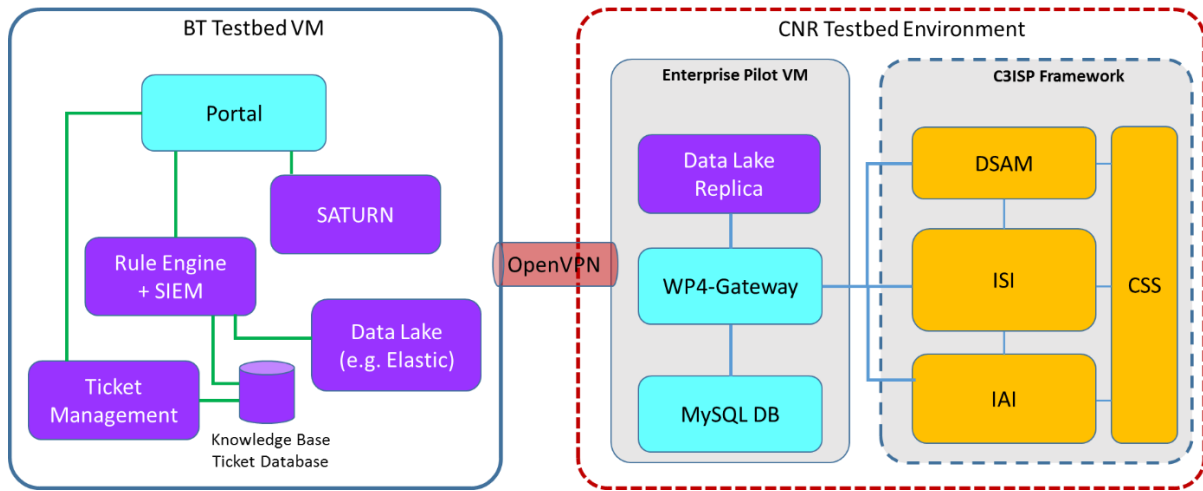 BT Testbed VM
Portal
SATURN
Rule Engine
+ SIEM
Data Lake
(e.g. Elastic)
Ticket
Management
Knowledge Base
Ticket Database
OpenVPN
CNR Testbed Environment
Enterprise Pilot VM
Data Lake
Replica
WP4-Gateway
MySQL DB
C3ISP Framework
DSAM
ISI
IAI
CSS